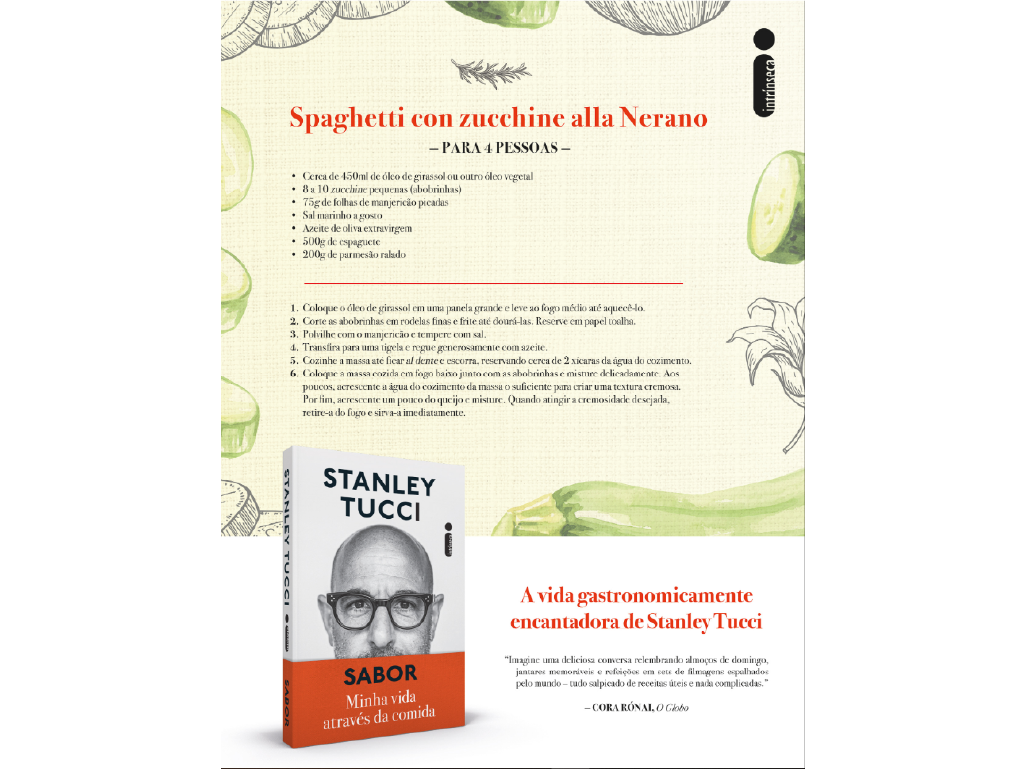 intrínseca
Spaghetti con zucchine alla Nerano
– PARA 4 PESSOAS –
• Cerca de 450ml de óleo de girassol ou outro óleo vegetal
• 8 a 10 zucchine pequenas (abobrinhas)
• 75g de folhas de manjericão picadas
• Sal marinho a gosto
• Azeite de oliva extravirgem
• 500g de espaguete
• 200g de parmesão ralado
1. Coloque o óleo de girassol em uma panela grande e leve ao fogo médio até aquecê-lo.
2. Corte as abobrinhas em rodelas finas e frite até dourá-las. Reserve em papel toalha.
3. Polvilhe com o manjericão e tempere com sal.
4. Transfira para uma tigela e regue generosamente com azeite.
5. Cozinhe a massa até ficar al dente e escorra, reservando cerca de 2 xícaras da água do cozimento.
6. Coloque a massa cozida em fogo baixo junto com as abobrinhas e misture delicadamente. Aos
poucos, acrescente a água do cozimento da massa o suficiente para criar uma textura cremosa.
Por fim, acrescente um pouco do queijo e misture. Quando atingir a cremosidade desejada,
retire-a do fogo e sirva-a imediatamente.
STANLEY TUCCI
SABOR
STANLEY
TUCCI
SABOR
Minha vida
através da comida
A vida gastronomicamente
encantadora de Stanley Tucci
“Imagine uma deliciosa conversa relembrando almoços de domingo,
jantares memoráveis e refeições em sets de filmagens espalhados
pelo mundo – tudo salpicado de receitas úteis e nada complicadas.”
– CORA RÓNAI, O Globo